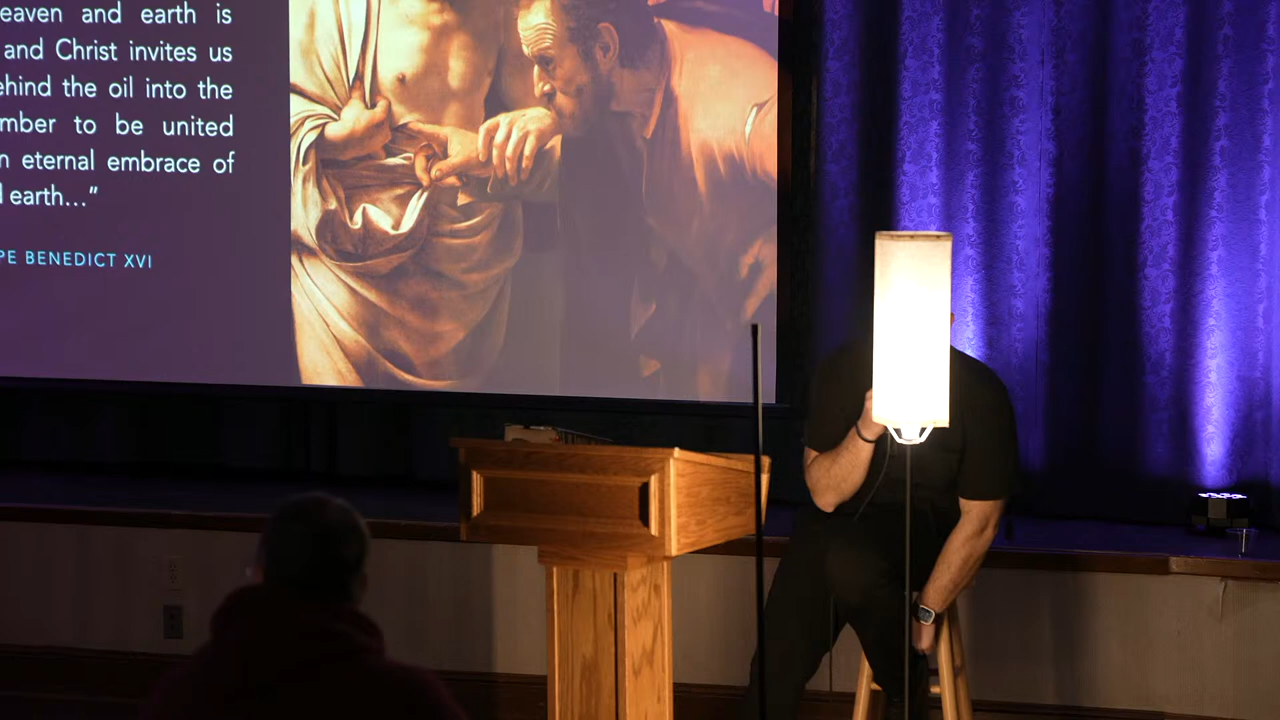 eaven and earth is
and Christ invites us
ehind the oil into the
mber to be united
n eternal embrace of
earth…”
PE BENEDICT XVI